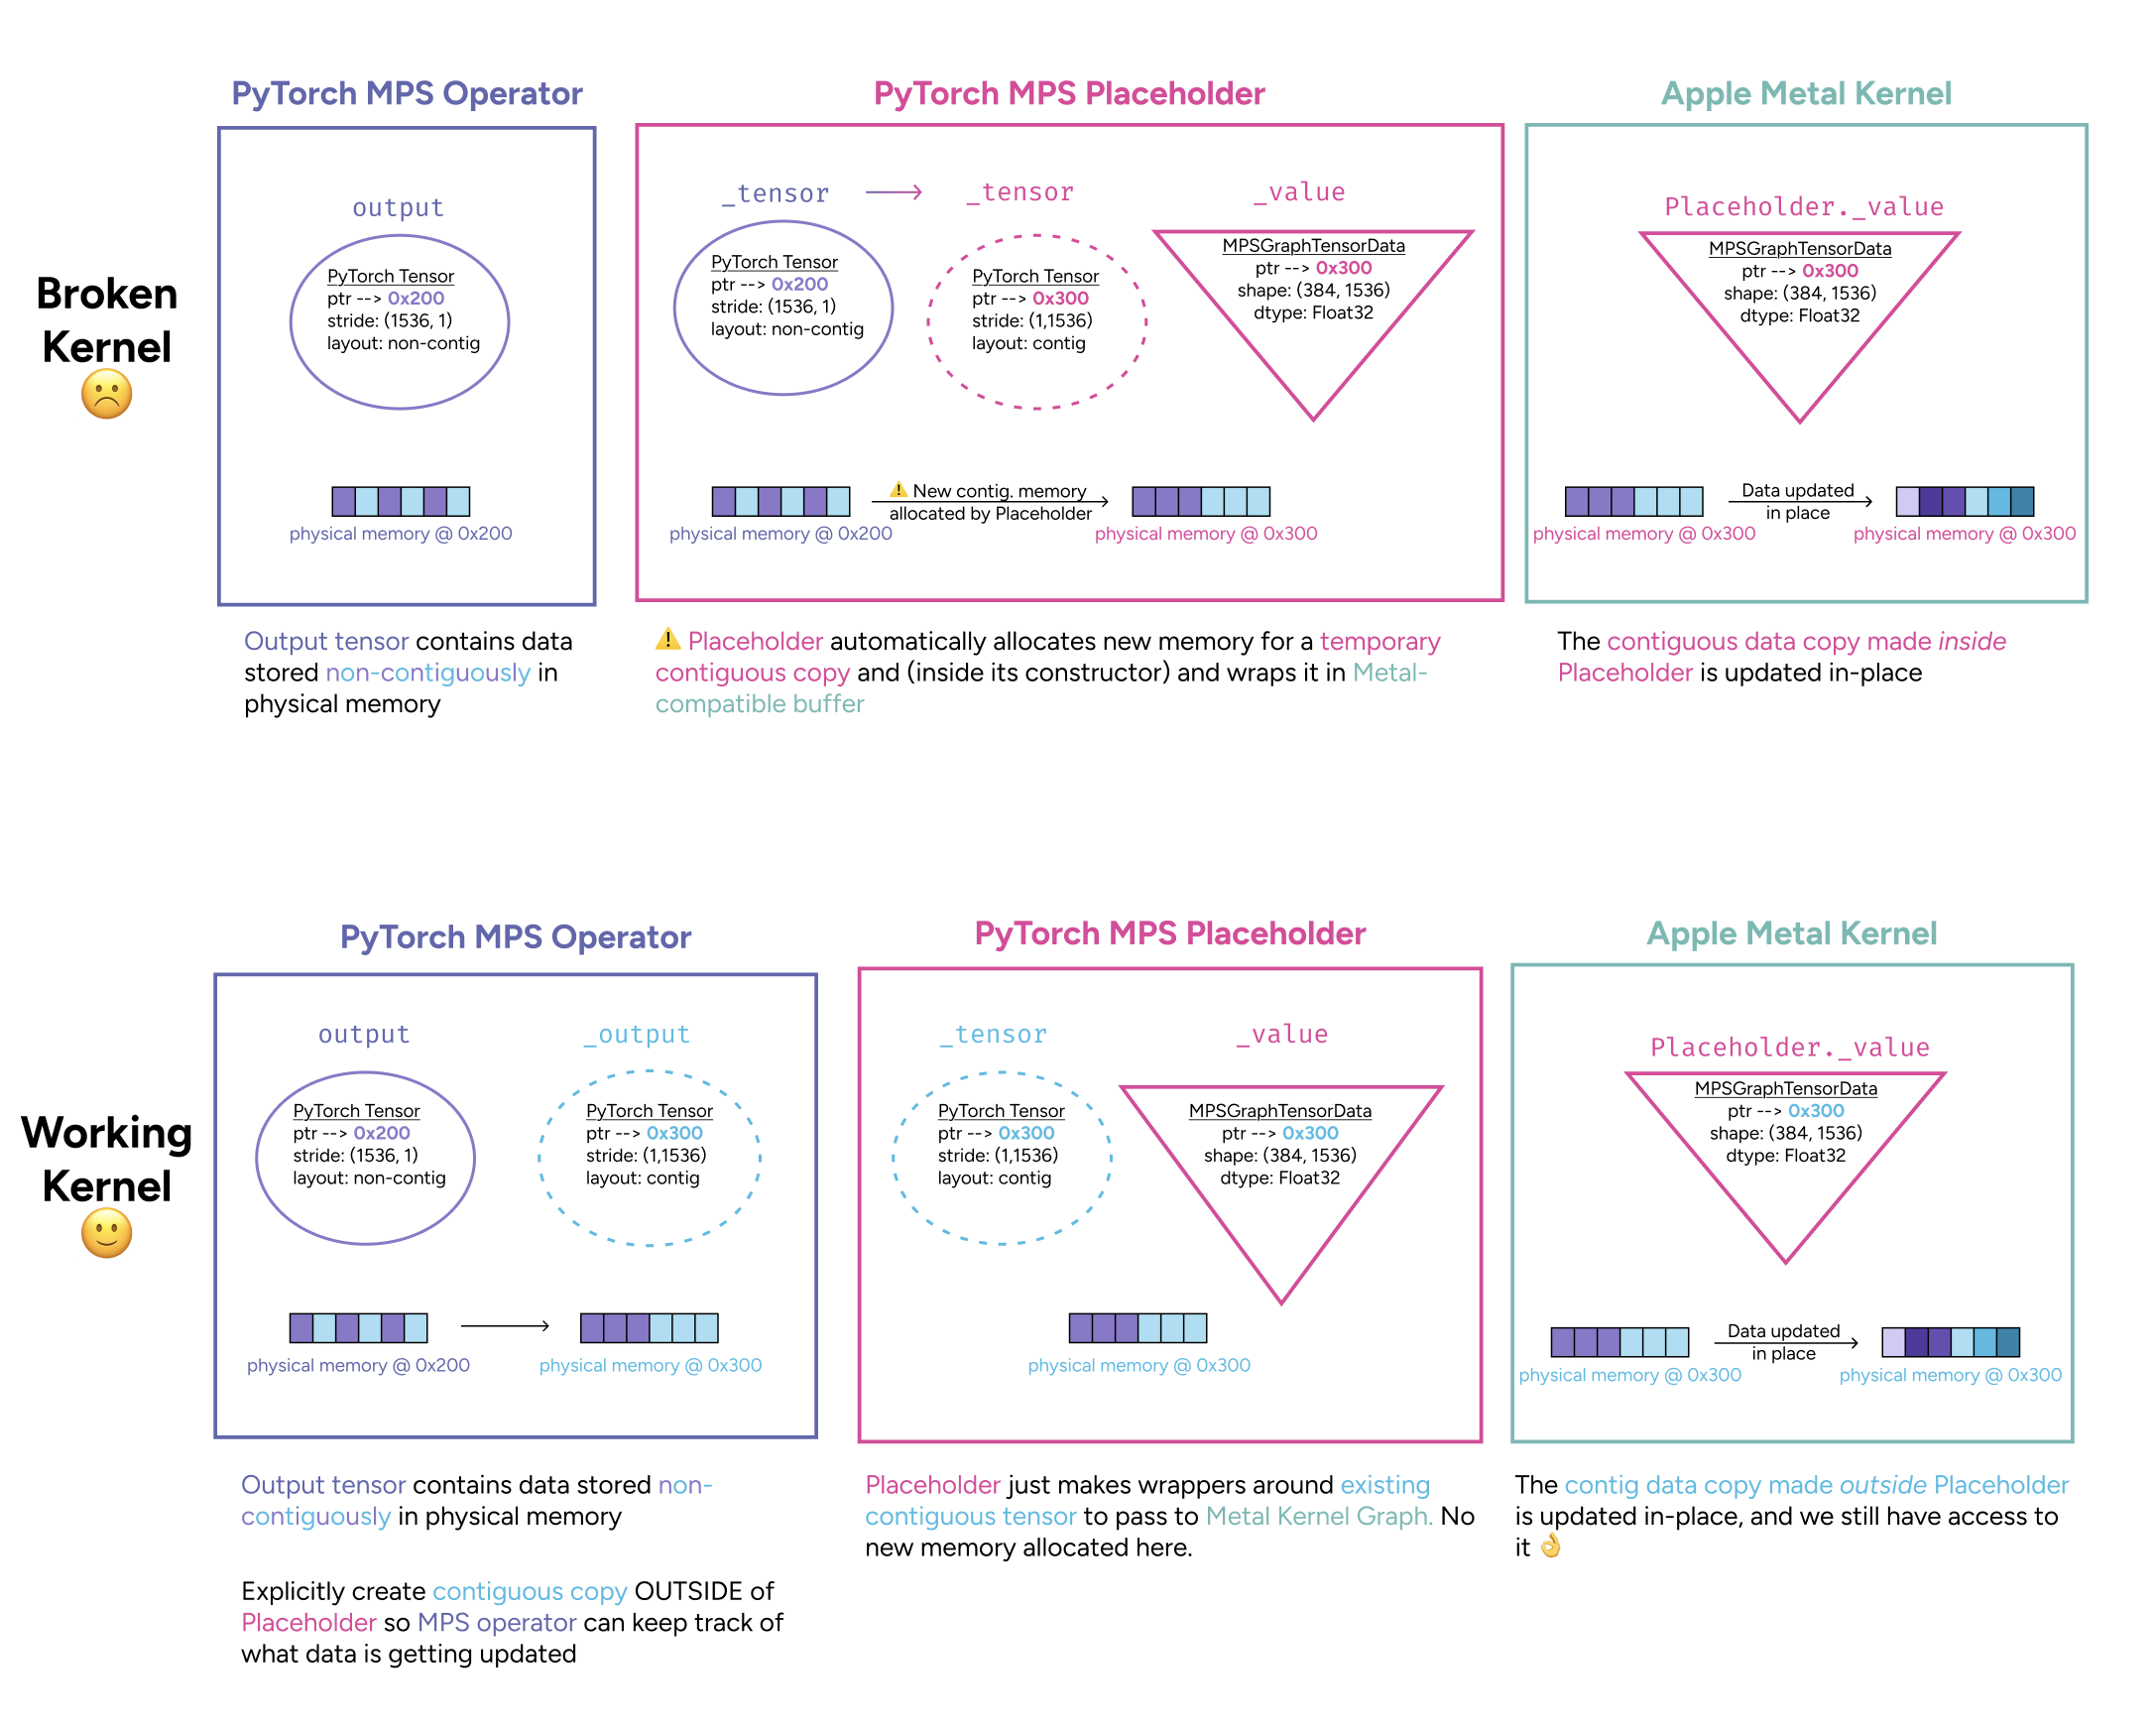 PyTorch MPS Operator
PyTorch MPS Placeholder
Apple Metal Kernel
Broken
Kernel
output
PyTorch Tensor
ptr --> 0x200
stride: (1536, 1)
layout: non-contig
physical memory @ 0x200
_tensor
_tensor
_value
PyTorch Tensor
ptr --> 0x200
stride: (1536, 1)
layout: non-contig
PyTorch Tensor
ptr --> 0x300
stride: (1,1536)
layout: contig
MPSGraphTensorData
ptr --> 0x300
shape: (384, 1536)
dtype: Float32
New contig. memory
allocated by Placeholder
physical memory @ 0x200
physical memory @ 0x300
Placeholder._value
MPSGraphTensorData
ptr --> 0x300
shape: (384, 1536)
dtype: Float32
Data updated
in place
physical memory @ 0x300
physical memory @ 0x300
Output tensor contains data
stored non-contiguously in
physical memory
Placeholder automatically allocates new memory for a temporary
contiguous copy and (inside its constructor) and wraps it in Metal-
compatible buffer
The contiguous data copy made inside
Placeholder is updated in-place
PyTorch MPS Operator
PyTorch MPS Placeholder
Apple Metal Kernel
Working
Kernel
output
_output
PyTorch Tensor
ptr --> 0x200
stride: (1536, 1)
layout: non-contig
PyTorch Tensor
ptr --> 0x300
stride: (1,1536)
layout: contig
physical memory @ 0x200
physical memory @ 0x300
_tensor
_value
PyTorch Tensor
ptr --> 0x300
stride: (1,1536)
layout: contig
MPSGraphTensorData
ptr --> 0x300
shape: (384, 1536)
dtype: Float32
physical memory @ 0x300
Placeholder._value
MPSGraphTensorData
ptr --> 0x300
shape: (384, 1536)
dtype: Float32
Data updated
in place
physical memory @ 0x300
physical memory @ 0x300
Output tensor contains data stored non-
contiguously in physical memory
Explicitly create contiguous copy OUTSIDE of
Placeholder so MPS operator can keep track of
what data is getting updated
Placeholder just makes wrappers around existing
contiguous tensor to pass to Metal Kernel Graph. No
new memory allocated here.
The contig data copy made outside Placeholder
is updated in-place, and we still have access to
it 👌